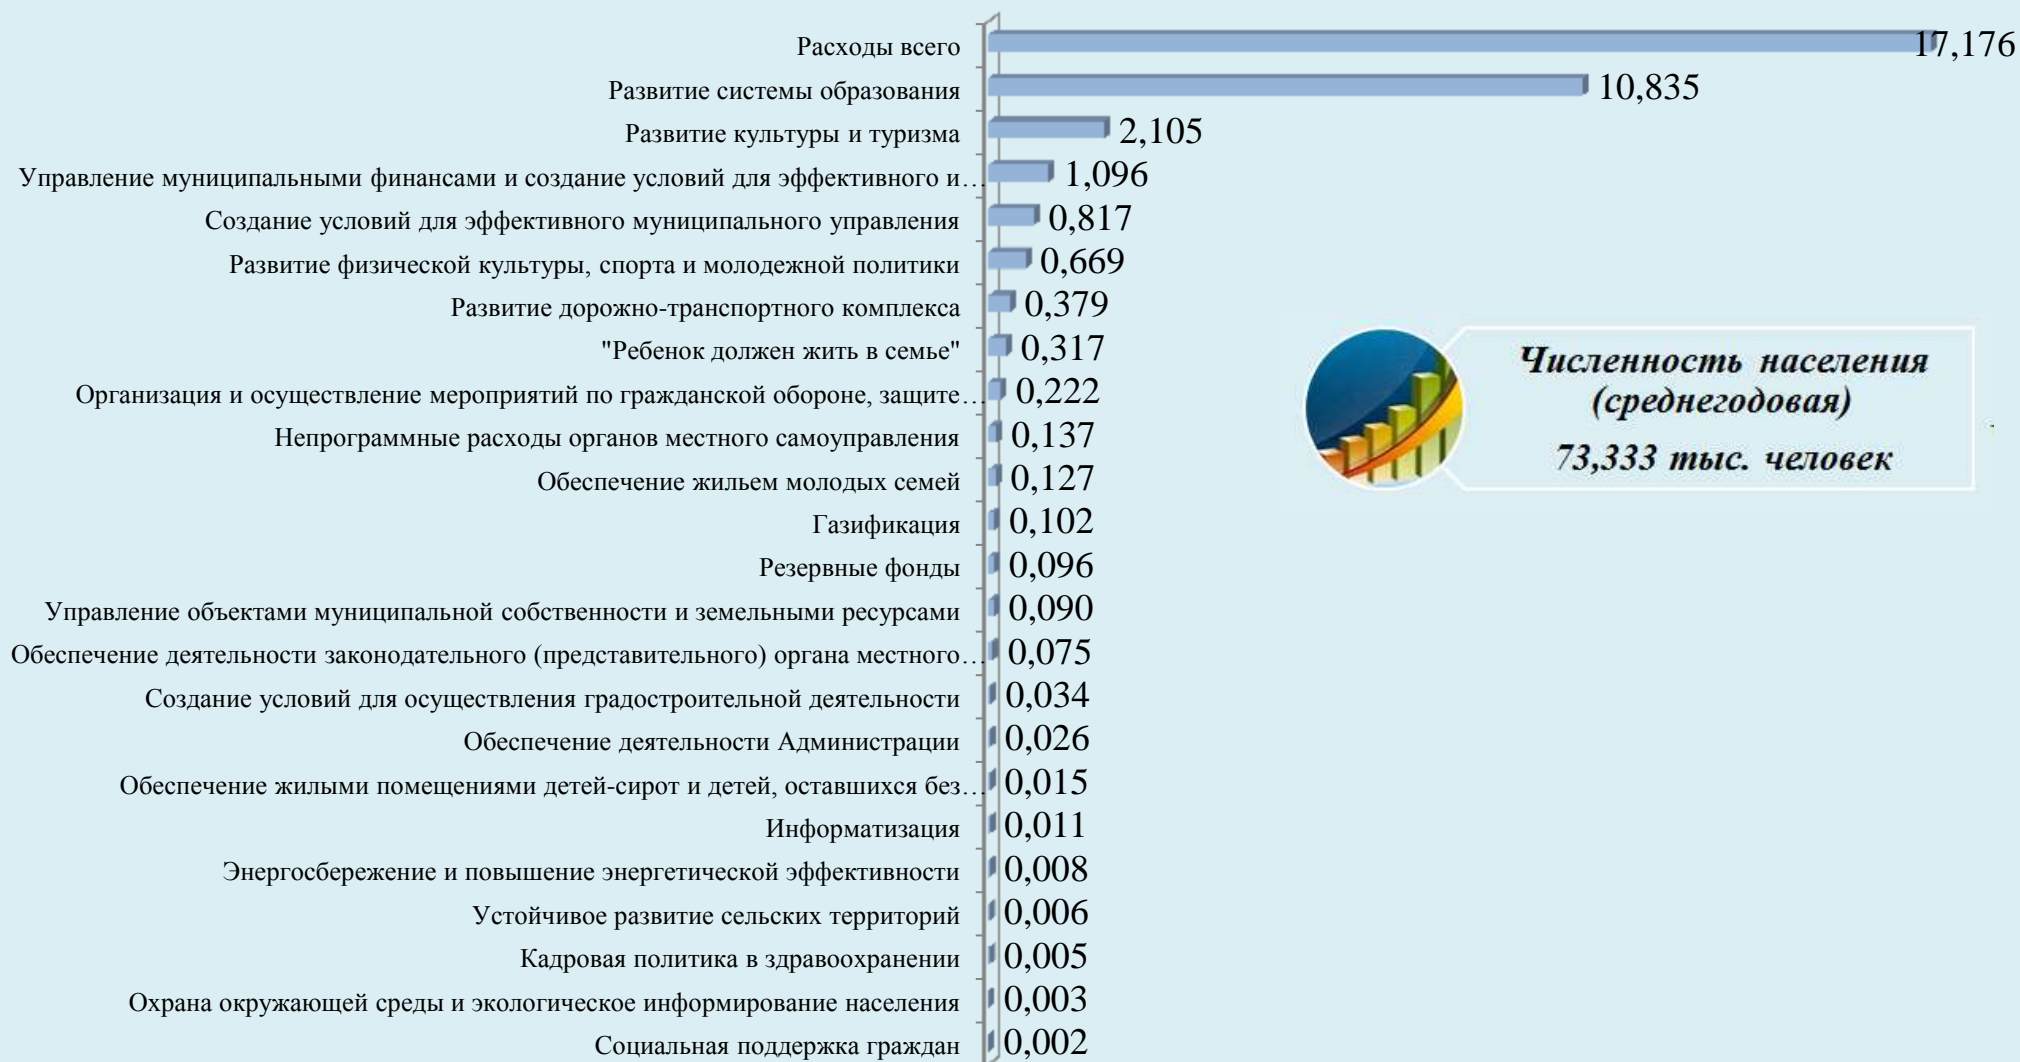 Расходы всего 17,176
Развитие системы образования 10,835
Развитие культуры и туризма 2,105
Управление муниципальными финансами и создание условий для эффективного и… 1,096
Создание условий для эффективного муниципального управления 0,817
Развитие физической культуры, спорта и молодежной политики 0,669
Развитие дорожно-транспортного комплекса 0,379
"Ребенок должен жить в семье" 0,317
Организация и осуществление мероприятий по гражданской обороне, защите… 0,222
Непрограммные расходы органов местного самоуправления 0,137
Обеспечение жильем молодых семей 0,127
Газификация 0,102
Резервные фонды 0,096
Управление объектами муниципальной собственности и земельными ресурсами 0,090
Обеспечение деятельности законодательного (представительного) органа местного… 0,075
Создание условий для осуществления градостроительной деятельности 0,034
Обеспечение деятельности Администрации 0,026
Обеспечение жилыми помещениями детей-сирот и детей, оставшихся без… 0,015
Информатизация 0,011
Энергосбережение и повышение энергетической эффективности 0,008
Устойчивое развитие сельских территорий 0,006
Кадровая политика в здравоохранении 0,005
Охрана окружающей среды и экологическое информирование населения 0,003
Социальная поддержка граждан 0,002
Численность населения
(среднегодовая)
73,333 тыс. человек